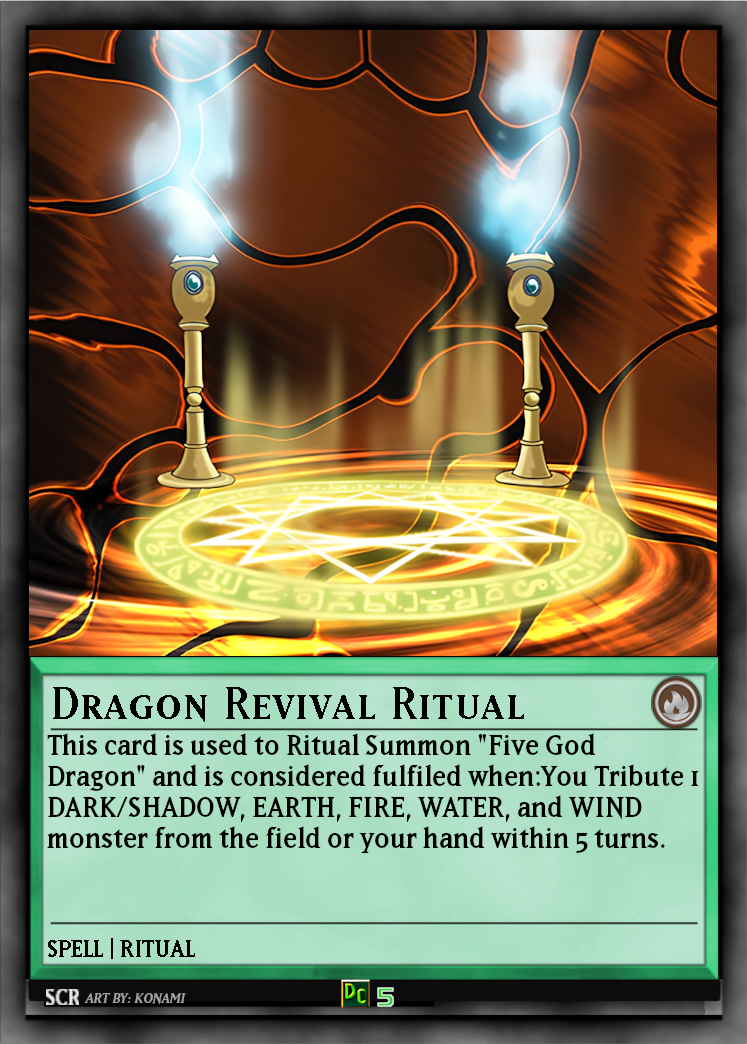 Dragon Revival Ritual
This card is used to Ritual Summon "Five God
Dragon" and is considered fulfiled when:You Tribute 1
DARK/SHADOW, EARTH, FIRE, WATER, and WIND
monster from the field or your hand within 5 turns.
SPELL | RITUAL
SCR ART BY: KONAMI DC 5